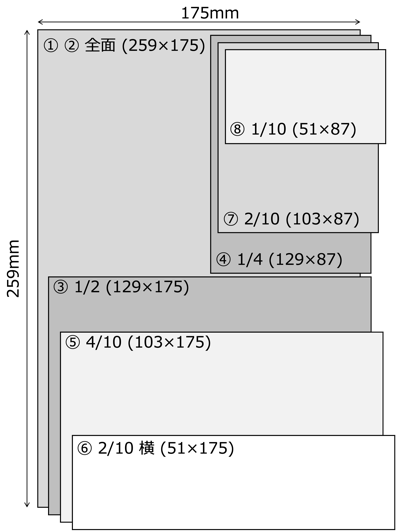 175mm
① ② 全面 (259×175)
⑧ 1/10 (51×87)
⑦ 2/10 (103×87)
④ 1/4 (129×87)
259mm
③ 1/2 (129×175)
⑤ 4/10 (103×175)
⑥ 2/10 横 (51×175)